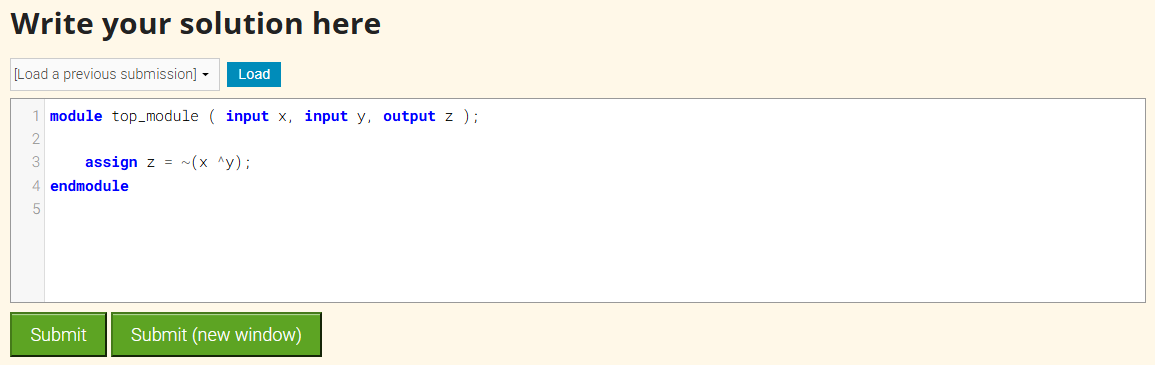 Write your solution here
[Load a previous submission] Load
1 module top_module ( input x, input y, output z );
2
3     assign z = ~(x ^y);
4 endmodule
5
Submit Submit (new window)